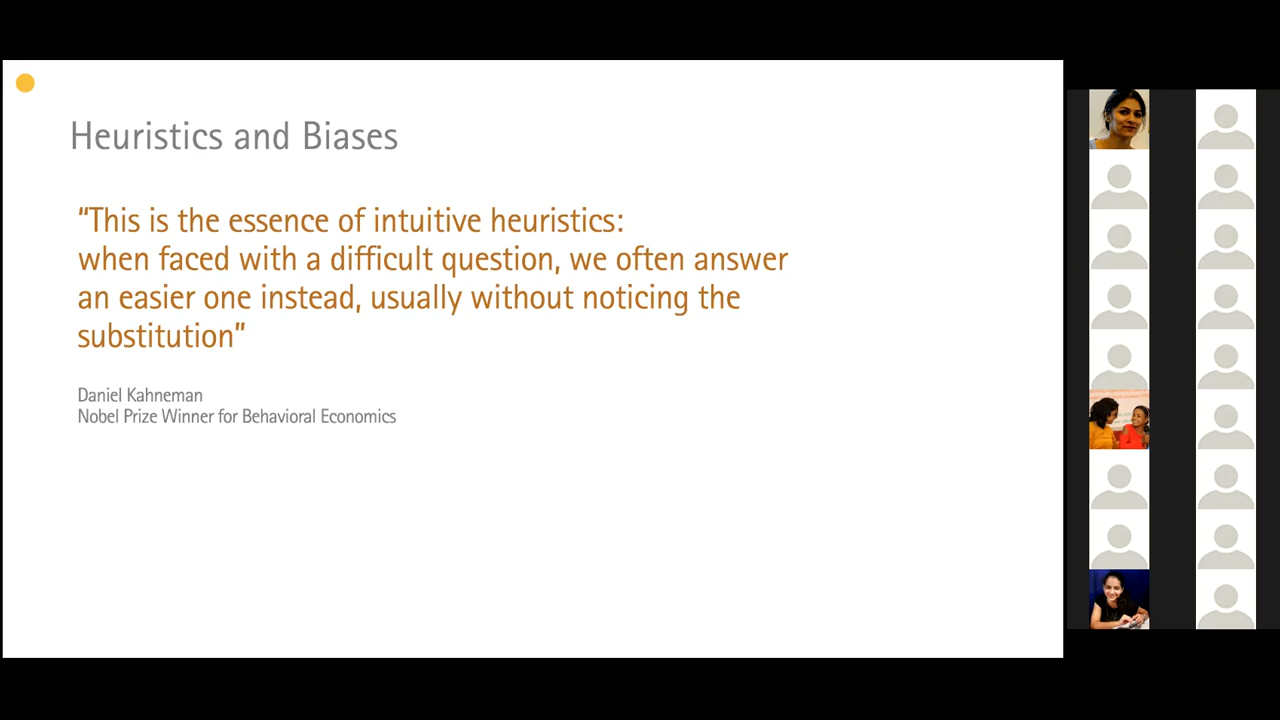 Heuristics and Biases
“This is the essence of intuitive heuristics:
when faced with a difficult question, we often answer
an easier one instead, usually without noticing the
substitution”
Daniel Kahneman
Nobel Prize Winner for Behavioral Economics